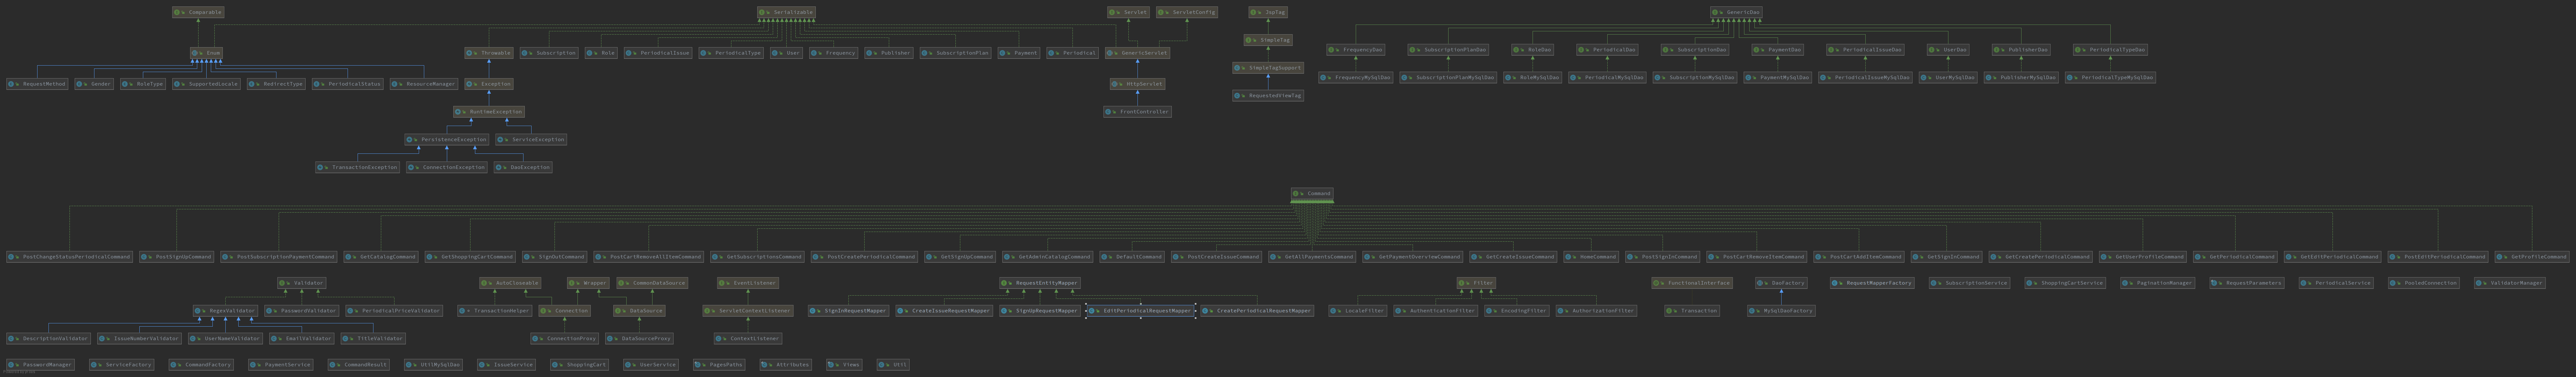 Comparable
Serializable
Servlet
ServletConfig
JspTag
GenericDao
SimpleTag
Enum
Throwable
Subscription
Role
PeriodicalIssue
PeriodicalType
User
Frequency
Publisher
SubscriptionPlan
Payment
Periodical
GenericServlet
FrequencyDao
SubscriptionPlanDao
RoleDao
PeriodicalDao
SubscriptionDao
PaymentDao
PeriodicalIssueDao
UserDao
PublisherDao
PeriodicalTypeDao
SimpleTagSupport
RequestMethod
Gender
RoleType
SupportedLocale
RedirectType
PeriodicalStatus
ResourceManager
Exception
HttpServlet
FrequencyMySqlDao
SubscriptionPlanMySqlDao
RoleMySqlDao
PeriodicalMySqlDao
SubscriptionMySqlDao
PaymentMySqlDao
PeriodicalIssueMySqlDao
UserMySqlDao
PublisherMySqlDao
PeriodicalTypeMySqlDao
RequestedViewTag
RuntimeException
FrontController
PersistenceException
ServiceException
TransactionException
ConnectionException
DaoException
Command
PostChangeStatusPeriodicalCommand
PostSignUpCommand
PostSubscriptionPaymentCommand
GetCatalogCommand
GetShoppingCartCommand
SignOutCommand
PostCartRemoveAllItemCommand
GetSubscriptionsCommand
PostCreatePeriodicalCommand
GetSignUpCommand
GetAdminCatalogCommand
DefaultCommand
PostCreateIssueCommand
GetAllPaymentsCommand
GetPaymentOverviewCommand
GetCreateIssueCommand
HomeCommand
PostSignInCommand
PostCartRemoveItemCommand
PostCartAddItemCommand
GetSignInCommand
GetCreatePeriodicalCommand
GetUserProfileCommand
GetPeriodicalCommand
GetEditPeriodicalCommand
PostEditPeriodicalCommand
GetProfileCommand
Validator
AutoCloseable
Wrapper
CommonDataSource
EventListener
RequestEntityMapper
Filter
FunctionalInterface
DaoFactory
RequestMapperFactory
SubscriptionService
ShoppingCartService
PaginationManager
RequestParameters
PeriodicalService
PooledConnection
ValidatorManager
RegexValidator
PasswordValidator
PeriodicalPriceValidator
TransactionHelper
Connection
DataSource
ServletContextListener
SignInRequestMapper
CreateIssueRequestMapper
SignUpRequestMapper
EditPeriodicalRequestMapper
CreatePeriodicalRequestMapper
LocaleFilter
AuthenticationFilter
EncodingFilter
AuthorizationFilter
Transaction
MySqlDaoFactory
DescriptionValidator
IssueNumberValidator
UserNameValidator
EmailValidator
TitleValidator
ConnectionProxy
DataSourceProxy
ContextListener
PasswordManager
ServiceFactory
CommandFactory
PaymentService
CommandResult
UtilMySqlDao
IssueService
ShoppingCart
UserService
PagesPaths
Attributes
Views
Util